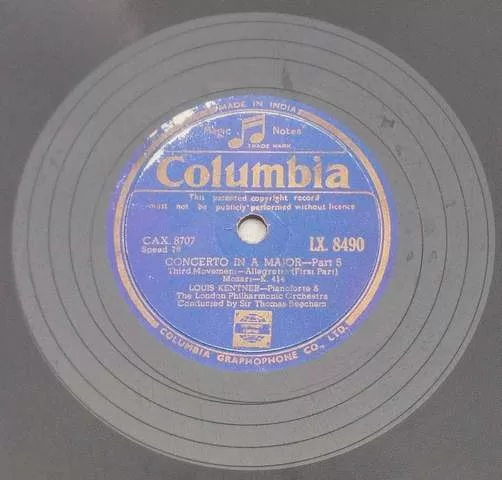 MADE IN INDIA
Magic Notes
TRADE MARK
Columbia
This patented copyright record
must not be publicly performed without licence
CAX. 8707
Speed 78
LX. 8490
CONCERTO IN A MAJOR—Part 5
Third Movement—Allegretto (First Part)
Mozart—K. 414
LOUIS KENTNER—Pianoforte &
The London Philharmonic Orchestra
Conducted by Sir Thomas Beecham
COLUMBIA GRAPHOPHONE CO., LTD.